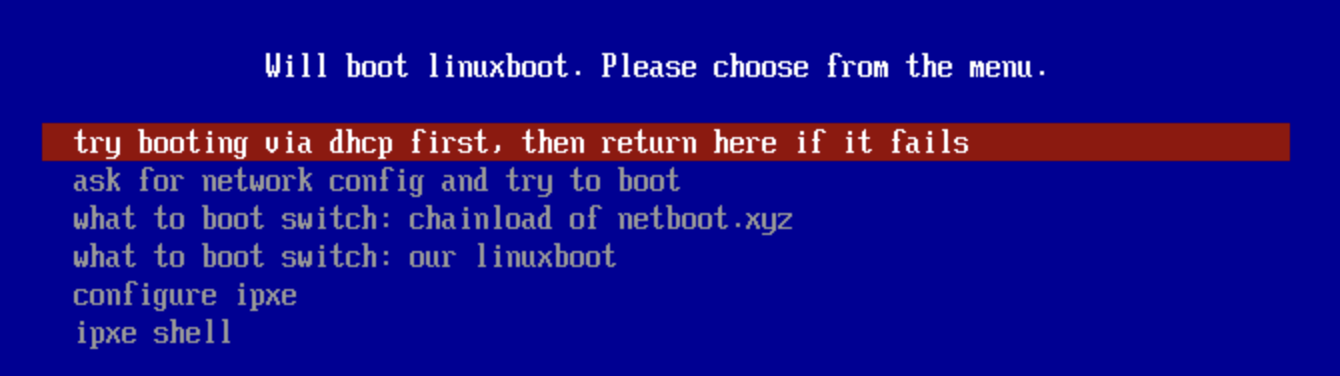 Will boot linuxboot. Please choose from the menu.
try booting via dhcp first, then return here if it fails
ask for network config and try to boot
what to boot switch: chainload of netboot.xyz
what to boot switch: our linuxboot
configure ipxe
ipxe shell